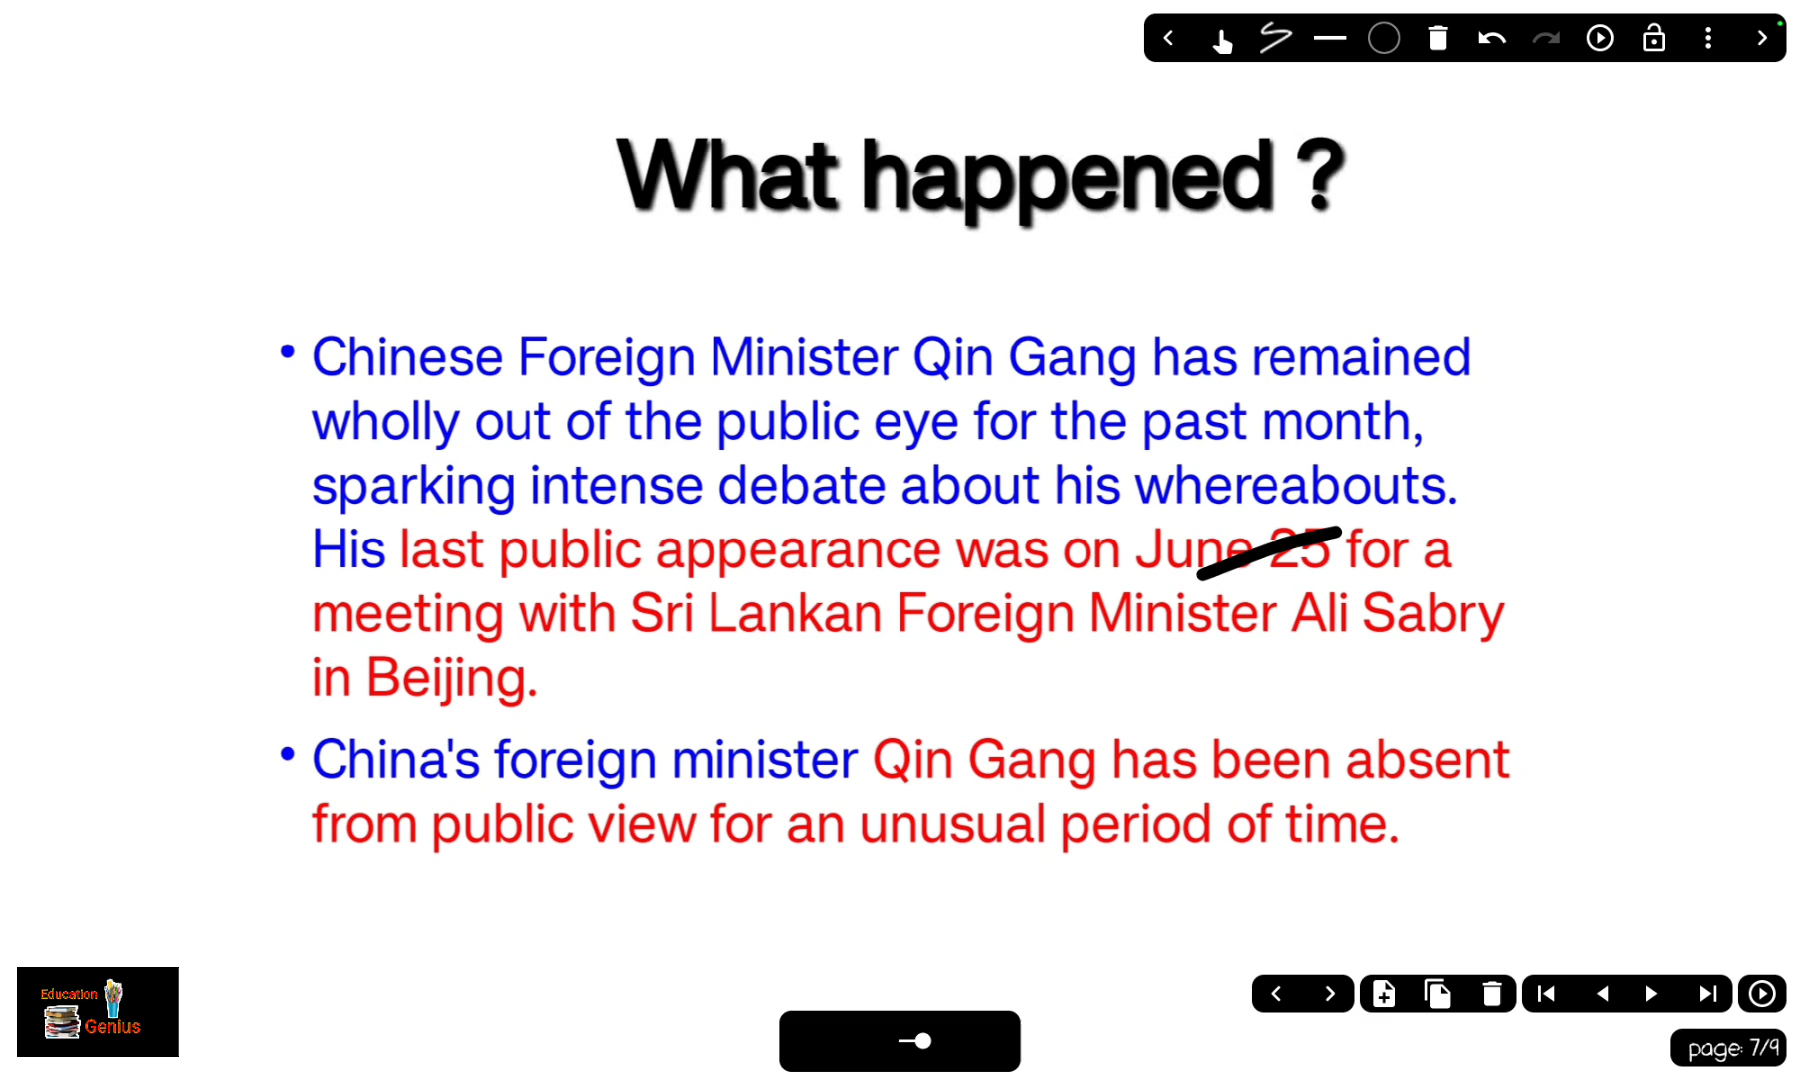 What happened ?
• Chinese Foreign Minister Qin Gang has remained
wholly out of the public eye for the past month,
sparking intense debate about his whereabouts.
His last public appearance was on June 25 for a
meeting with Sri Lankan Foreign Minister Ali Sabry
in Beijing.
• China's foreign minister Qin Gang has been absent
from public view for an unusual period of time.
Education
Genius
page: 7/9